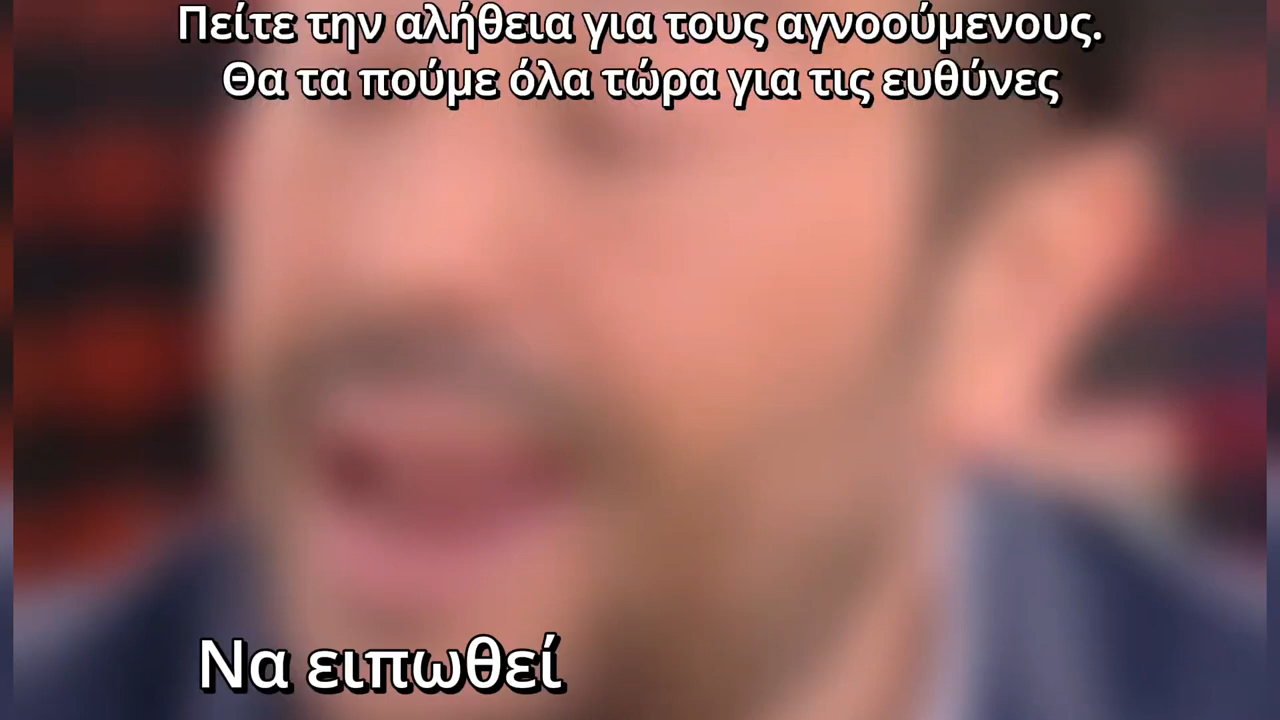 Πείτε την αλήθεια για τους αγνοούμενους.
Θα τα πούμε όλα τώρα για τις ευθύνες
Να ειπωθεί